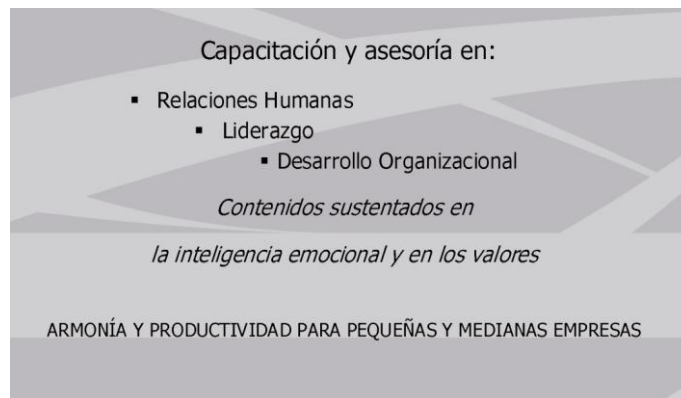 Capacitación y asesoría en:
▪ Relaciones Humanas
▪ Liderazgo
▪ Desarrollo Organizacional
Contenidos sustentados en
la inteligencia emocional y en los valores
ARMONÍA Y PRODUCTIVIDAD PARA PEQUEÑAS Y MEDIANAS EMPRESAS